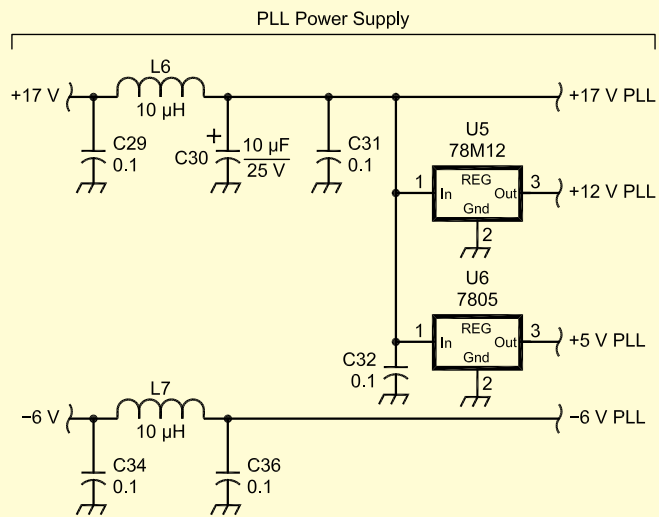 PLL Power Supply
+17 V
L6
10 µH
+17 V PLL
C29
0.1
+
C30
10 µF
25 V
C31
0.1
U5
78M12
1
In
REG
Out
Gnd
3
2
+12 V PLL
U6
7805
1
In
REG
Out
Gnd
3
2
+5 V PLL
C32
0.1
−6 V
L7
10 µH
−6 V PLL
C34
0.1
C36
0.1